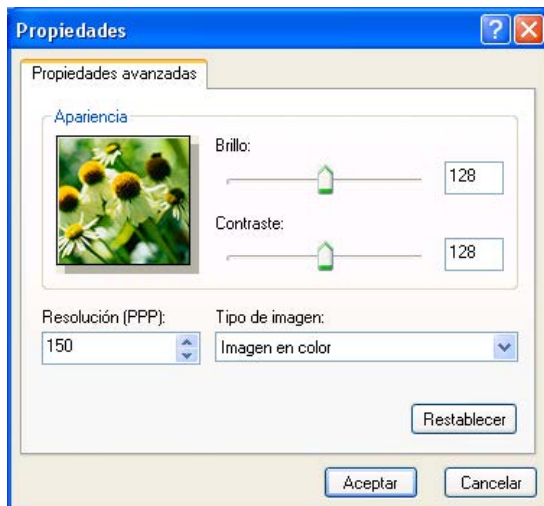 Propiedades
Propiedades avanzadas
Apariencia
Brillo:
128
Contraste:
128
Resolución (PPP):
150
Tipo de imagen:
Imagen en color
Restablecer
Aceptar
Cancelar